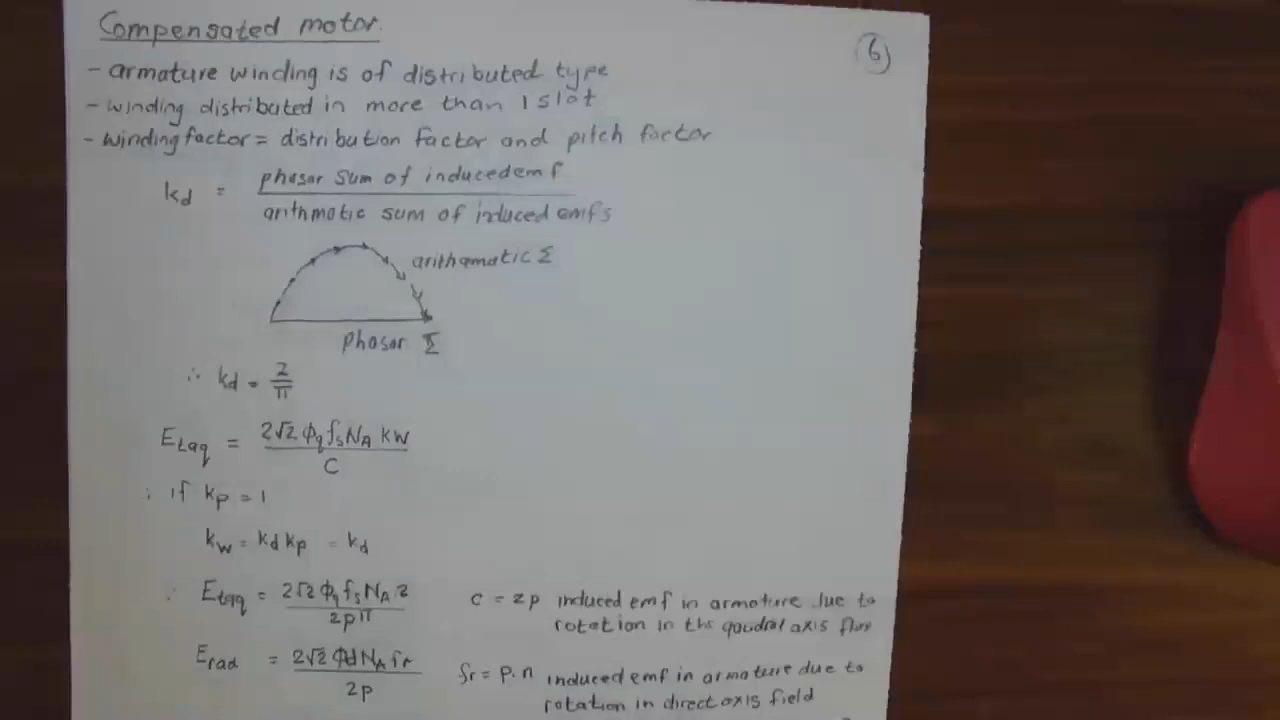 Compensated motor.
6
- armature winding is of distributed type
- winding distributed in more than 1 slot
- winding factor = distribution factor and pitch factor
kd = phasor sum of induced emf / arithmatic sum of induced emfs
arithamatic Σ
phasor Σ
∴ kd = 2/π
Etaq = 2√2 ϕq fs NA kw / C
: if kp = 1
kw = kd kp = kd
∴ Etaq = 2√2 ϕq fs NA 2 / 2pπ
c = 2p induced emf in armature due to
rotation in the qaudral axis flux
Erad = 2√2 ϕd NA fr / 2p
fr = p.n induced emf in armature due to
rotation in direct axis field